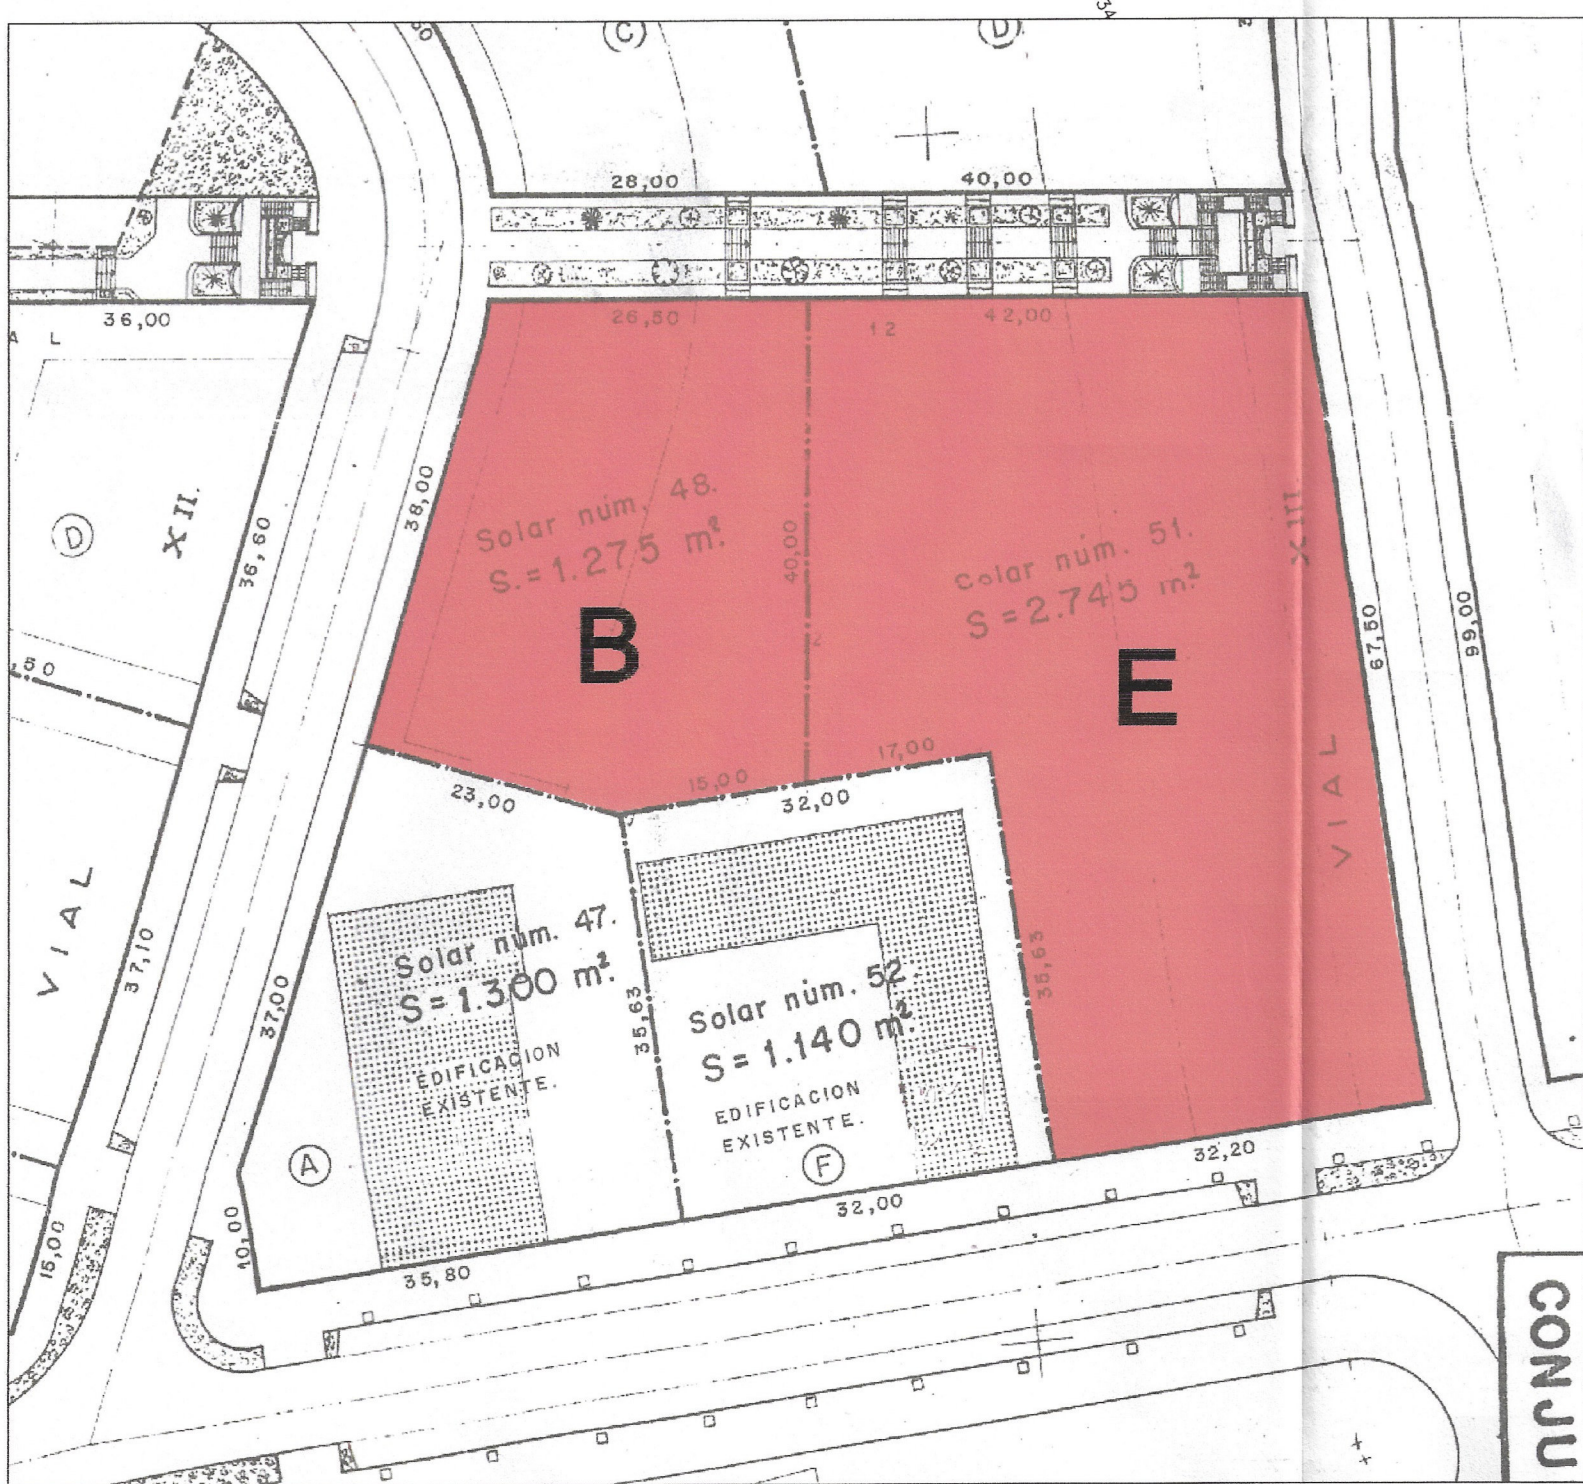 34
C
D
28,00
40,00
36,00
A L
26,50
12
42,00
38,00
Solar núm. 48.
S.=1.275 m².
B
40,00
Colar núm. 51.
S=2.745 m².
E
XIII.
67,50
99,00
VIAL
D
XII.
36,60
,50
23,00
15,00
17,00
32,00
VIAL
37,10
37,00
Solar núm. 47.
S=1.300 m².
EDIFICACION
EXISTENTE.
A
35,63
Solar núm. 52.
S=1.140 m².
EDIFICACION
EXISTENTE.
F
35,63
32,20
32,00
35,80
10,00
15,00
CONJU